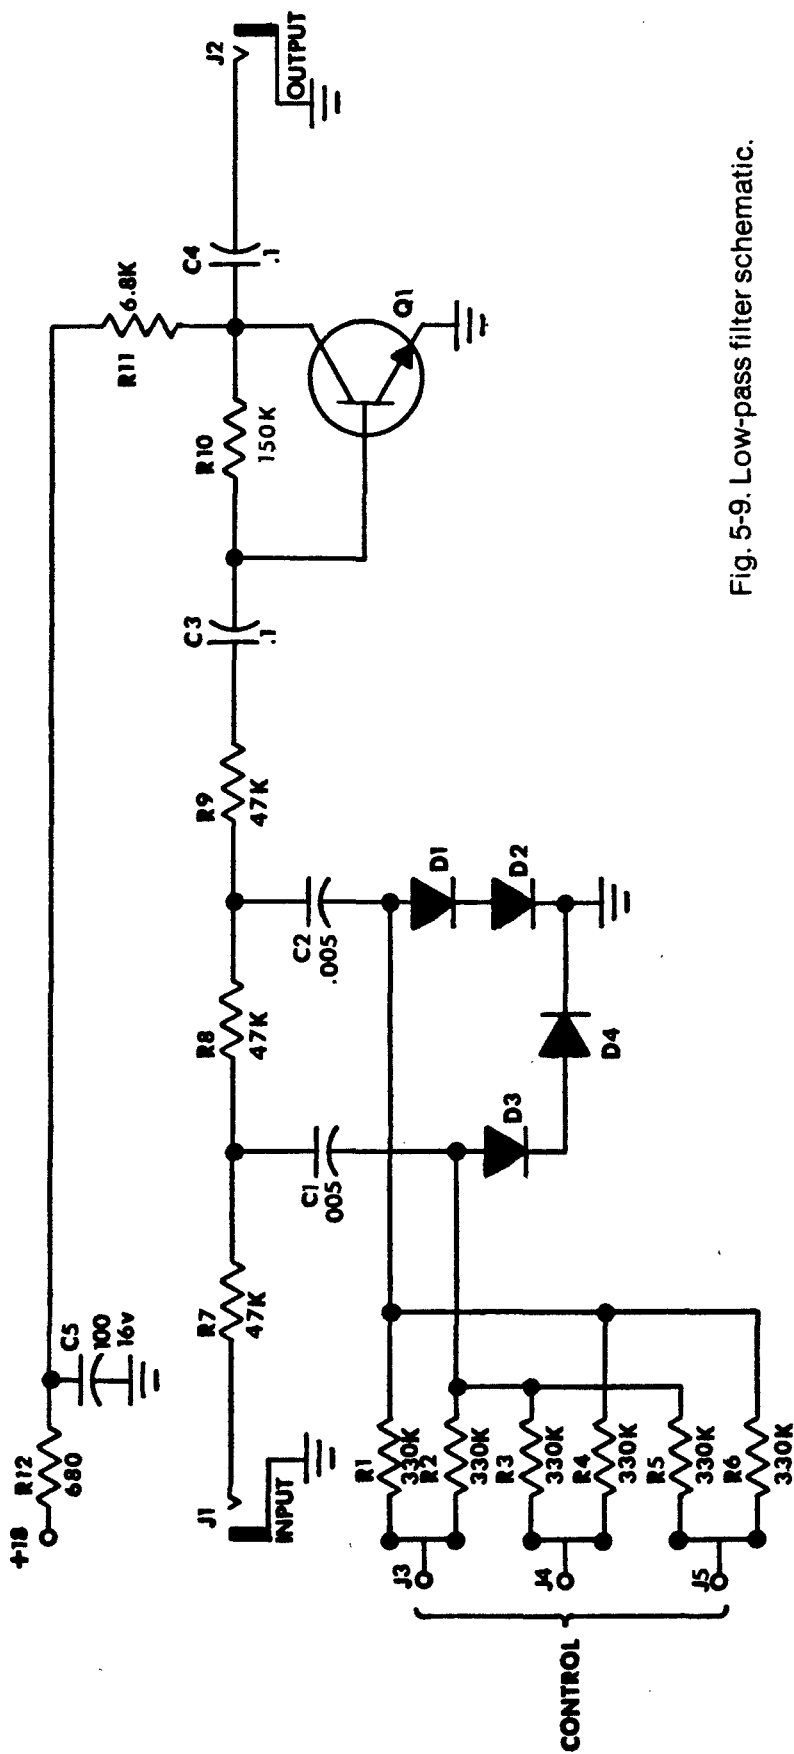 +18
R12
680
C5
100
16v
R11
6.8K
J1
INPUT
R7
47K
R8
47K
R9
47K
C3
.1
R10
150K
C4
.1
J2
OUTPUT
Q1
C1
005
C2
.005
D1
D2
D3
D4
CONTROL
J3
J4
J5
R1
330K
R2
330K
R3
330K
R4
330K
R5
330K
R6
330K
Fig. 5-9. Low-pass filter schematic.